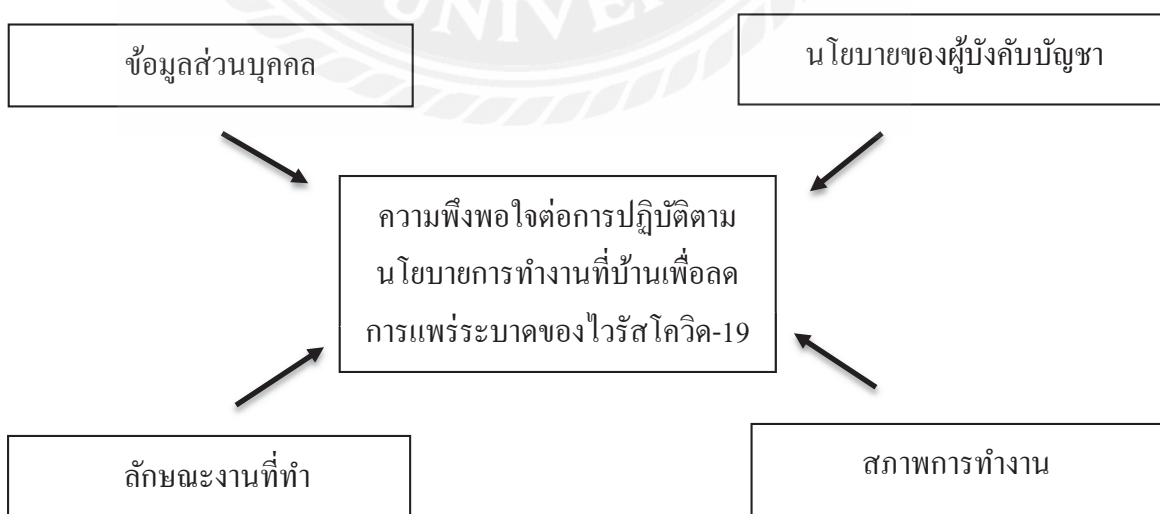 UNIVE
ข้อมูลส่วนบุคคล
นโยบายของผู้บังคับบัญชา
ความพึงพอใจต่อการปฏิบัติตาม
นโยบายการทำงานที่บ้านเพื่อลด
การแพร่ระบาดของไวรัสโควิด-19
ลักษณะงานที่ทำ
สภาพการทำงาน